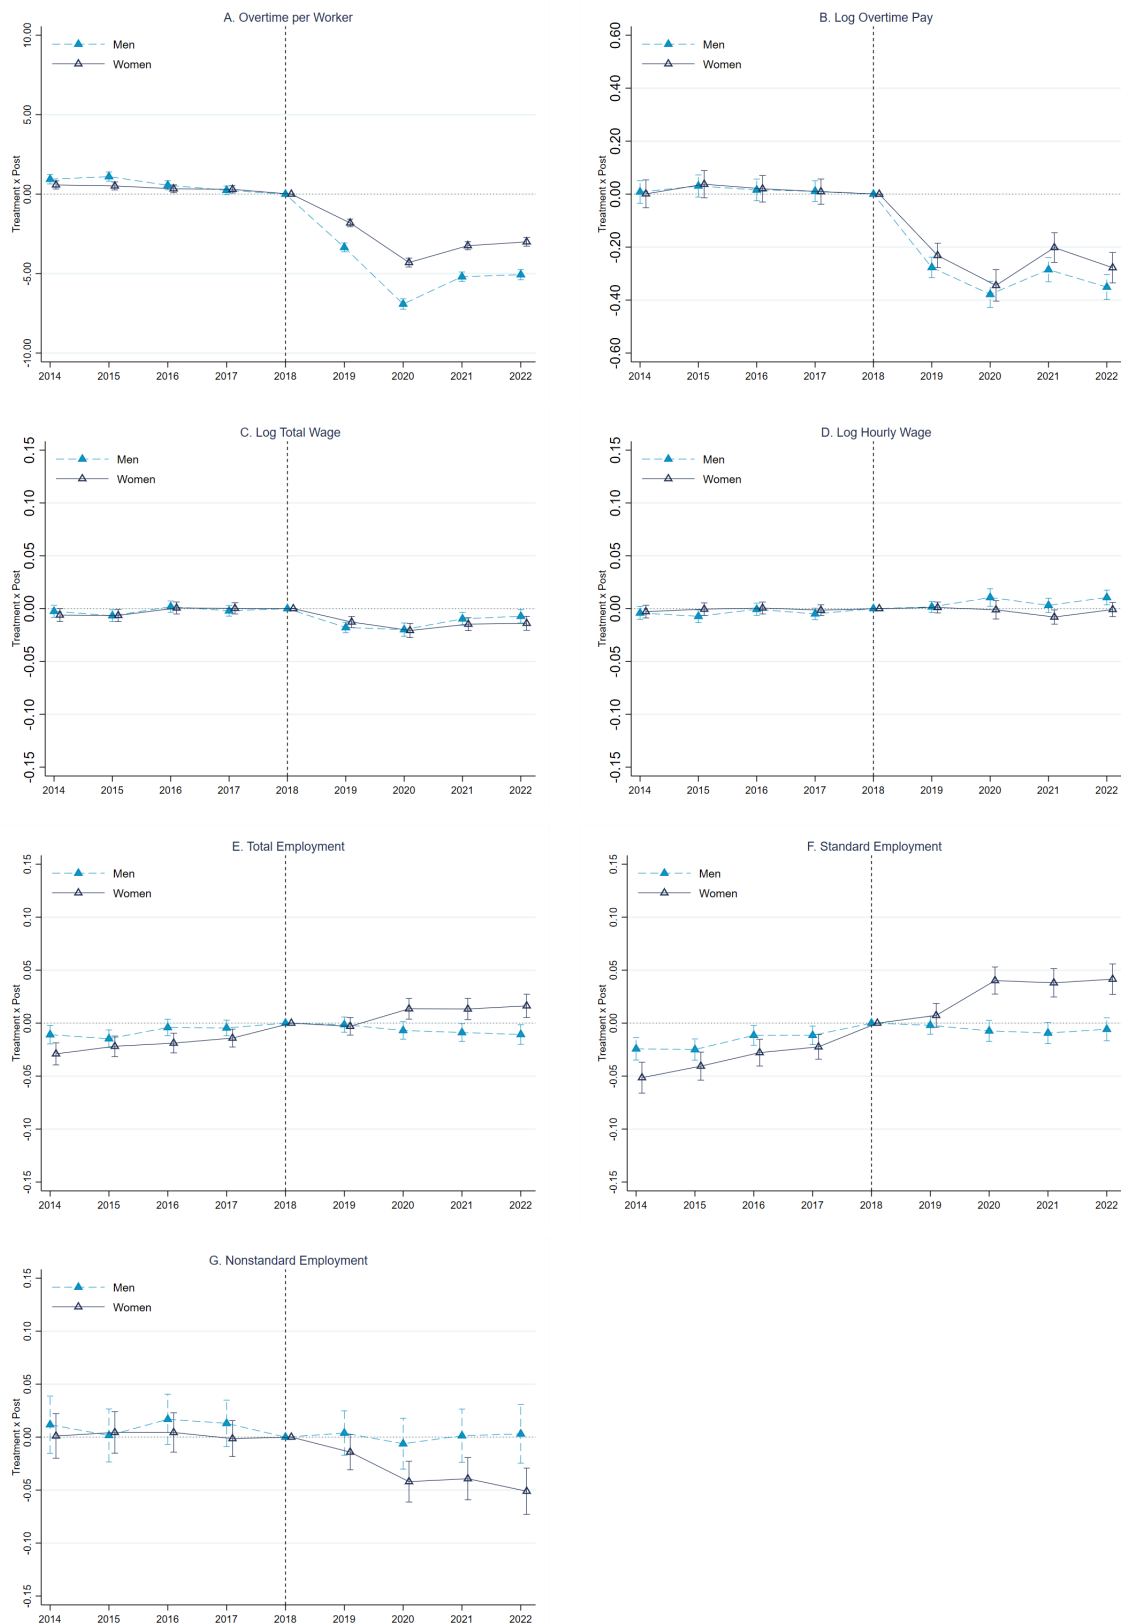 A. Overtime per Worker
Men
Women
Treatment x Post
10.00
5.00
0.00
-5.00
-10.00
2014 2015 2016 2017 2018 2019 2020 2021 2022
B. Log Overtime Pay
Men
Women
Treatment x Post
0.60
0.40
0.20
0.00
-0.20
-0.40
-0.60
2014 2015 2016 2017 2018 2019 2020 2021 2022
C. Log Total Wage
Men
Women
Treatment x Post
0.15
0.10
0.05
0.00
-0.05
-0.10
-0.15
2014 2015 2016 2017 2018 2019 2020 2021 2022
D. Log Hourly Wage
Men
Women
Treatment x Post
0.15
0.10
0.05
0.00
-0.05
-0.10
-0.15
2014 2015 2016 2017 2018 2019 2020 2021 2022
E. Total Employment
Men
Women
Treatment x Post
0.15
0.10
0.05
0.00
-0.05
-0.10
-0.15
2014 2015 2016 2017 2018 2019 2020 2021 2022
F. Standard Employment
Men
Women
Treatment x Post
0.15
0.10
0.05
0.00
-0.05
-0.10
-0.15
2014 2015 2016 2017 2018 2019 2020 2021 2022
G. Nonstandard Employment
Men
Women
Treatment x Post
0.15
0.10
0.05
0.00
-0.05
-0.10
-0.15
2014 2015 2016 2017 2018 2019 2020 2021 2022